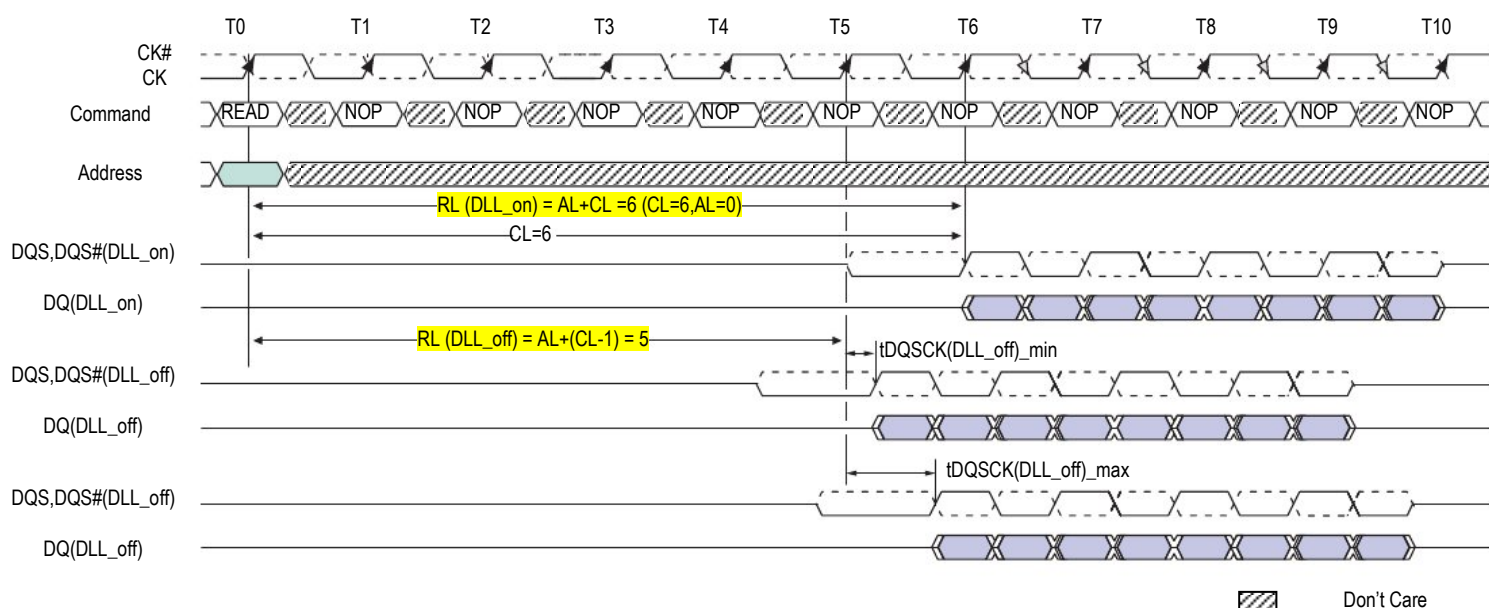 T0 T1 T2 T3 T4 T5 T6 T7 T8 T9 T10
CK#
CK
Command READ NOP NOP NOP NOP NOP NOP NOP NOP NOP NOP
Address
RL (DLL_on) = AL+CL =6 (CL=6,AL=0)
CL=6
DQS,DQS#(DLL_on)
DQ(DLL_on)
RL (DLL_off) = AL+(CL-1) = 5
tDQSCK(DLL_off)_min
DQS,DQS#(DLL_off)
DQ(DLL_off)
tDQSCK(DLL_off)_max
DQS,DQS#(DLL_off)
DQ(DLL_off)
Don't Care